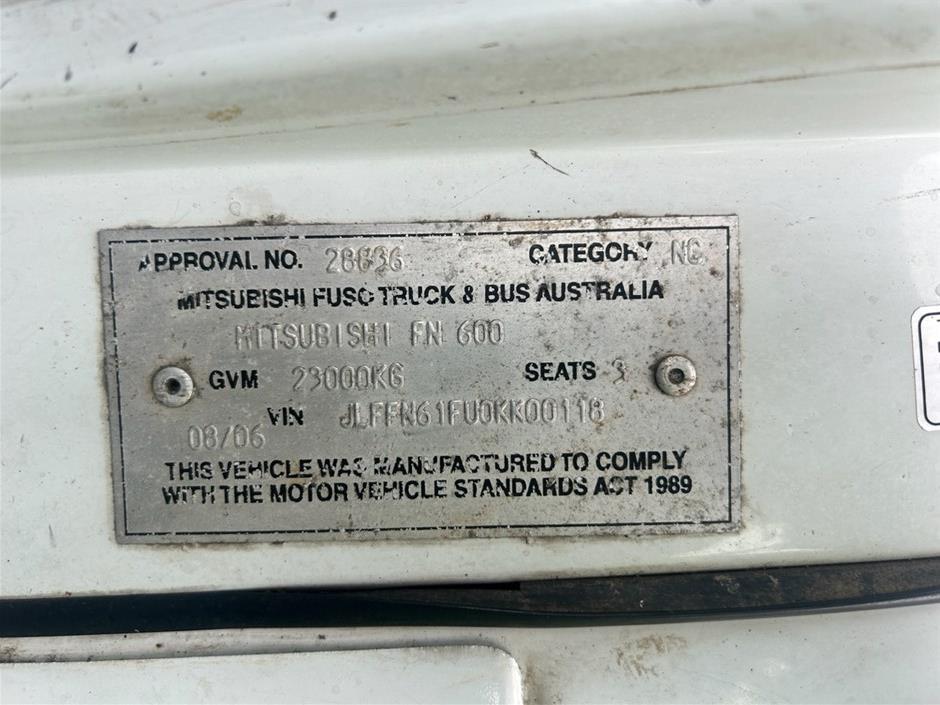 APPROVAL NO. 28636 CATEGORY NC
MITSUBISHI FUSO TRUCK & BUS AUSTRALIA
MITSUBISHI FN 600
GVM 23000KG SEATS 3
VIN JLFFN61FU0KK00118
08/06
THIS VEHICLE WAS MANUFACTURED TO COMPLY
WITH THE MOTOR VEHICLE STANDARDS ACT 1989